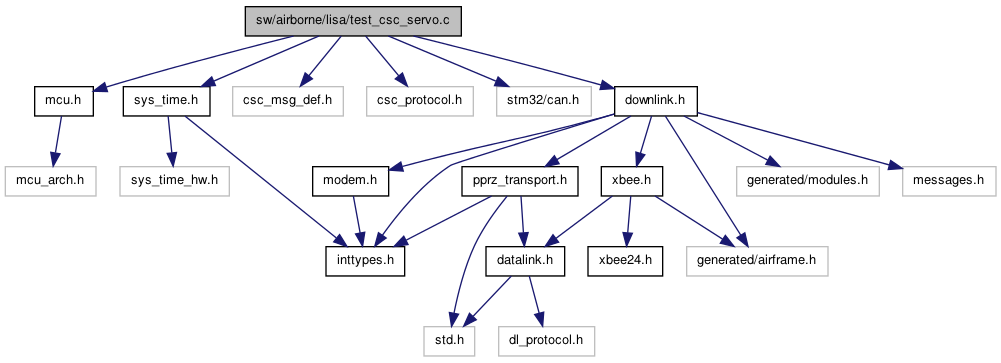 sw/airborne/lisa/test_csc_servo.c
mcu.h
sys_time.h
csc_msg_def.h
csc_protocol.h
stm32/can.h
downlink.h
mcu_arch.h
sys_time_hw.h
modem.h
pprz_transport.h
xbee.h
generated/modules.h
messages.h
inttypes.h
datalink.h
xbee24.h
generated/airframe.h
std.h
dl_protocol.h